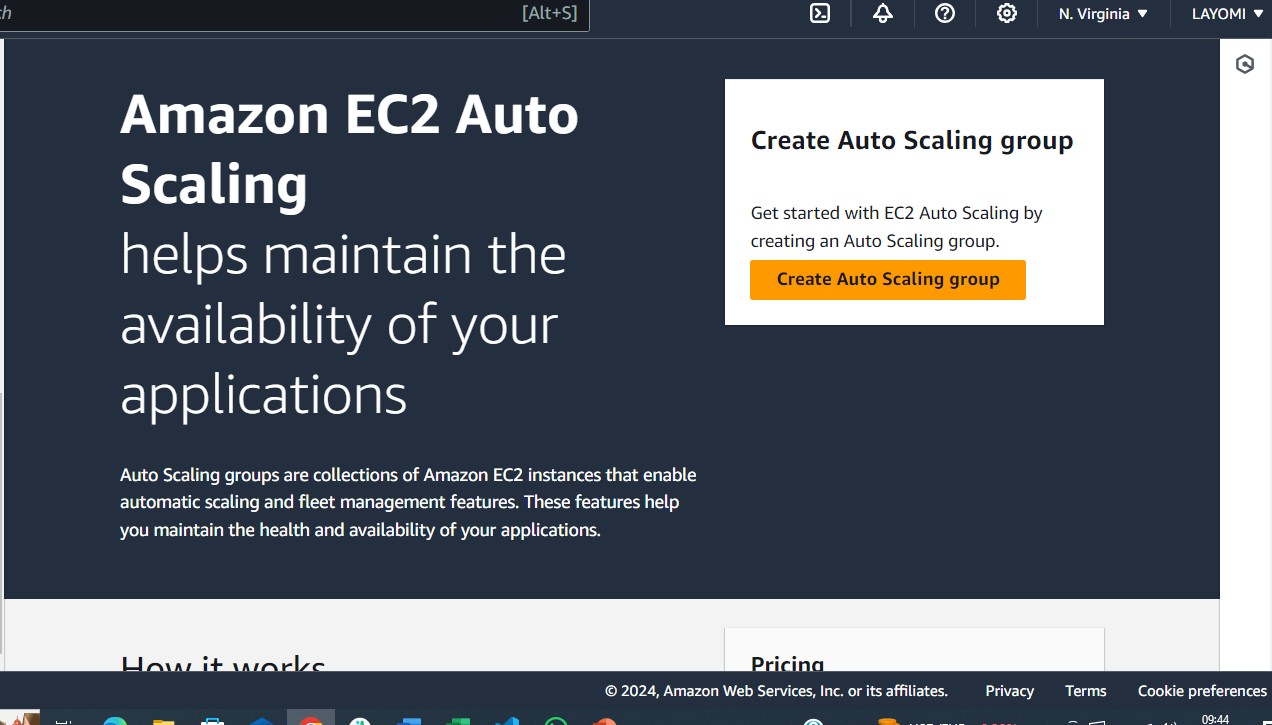 [Alt+S]
N. Virginia
LAYOMI
Amazon EC2 Auto
Scaling
helps maintain the
availability of your
applications
Auto Scaling groups are collections of Amazon EC2 instances that enable
automatic scaling and fleet management features. These features help
you maintain the health and availability of your applications.
Create Auto Scaling group
Get started with EC2 Auto Scaling by
creating an Auto Scaling group.
Create Auto Scaling group
How it works
Pricing
© 2024, Amazon Web Services, Inc. or its affiliates.
Privacy
Terms
Cookie preferences
09:44